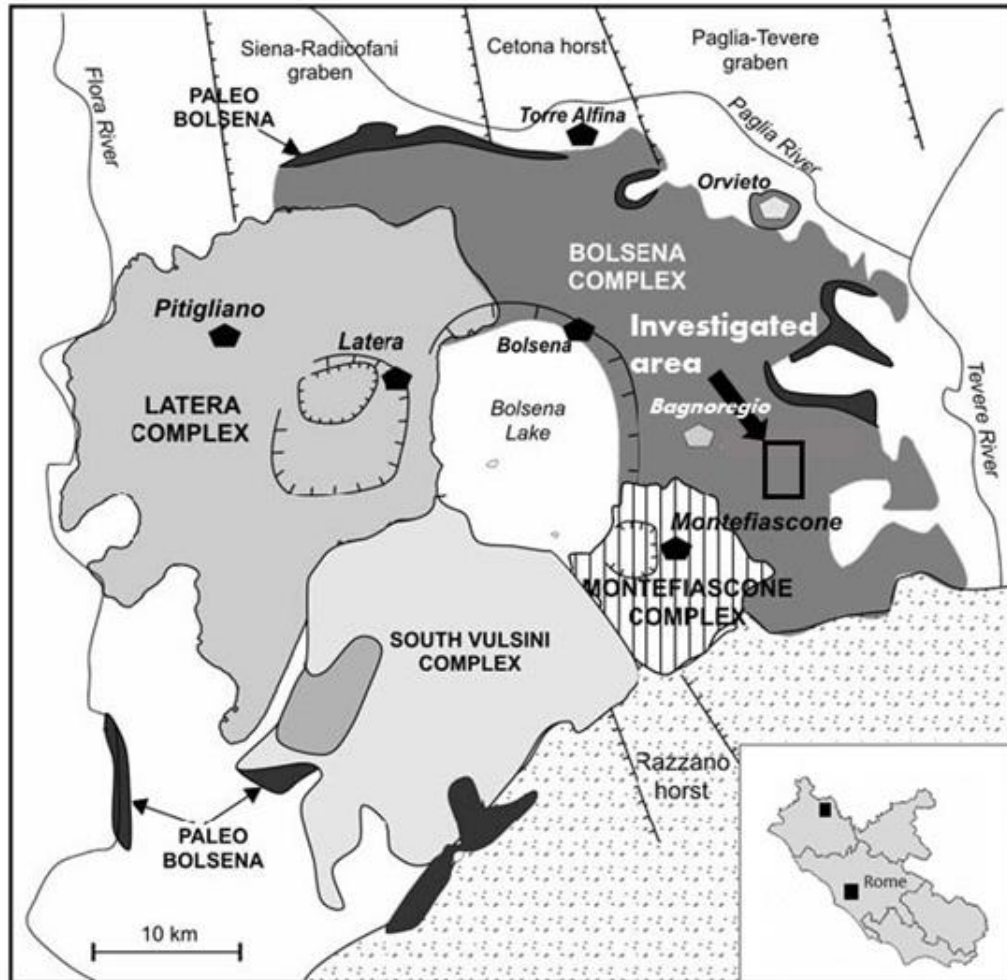 Siena-Radicofani
graben
Cetona horst
Paglia-Tevere
graben
Flora River
PALEO
BOLSENA
Torre Alfina
Paglia River
Orvieto
BOLSENA
COMPLEX
Pitigliano
Latera
Bolsena
Investigated
area
LATERA
COMPLEX
Bolsena
Lake
Bagnoregio
Tevere River
Montefiascone
MONTEFIASCONE
COMPLEX
SOUTH VULSINI
COMPLEX
Razzano
horst
PALEO
BOLSENA
Rome
10 km